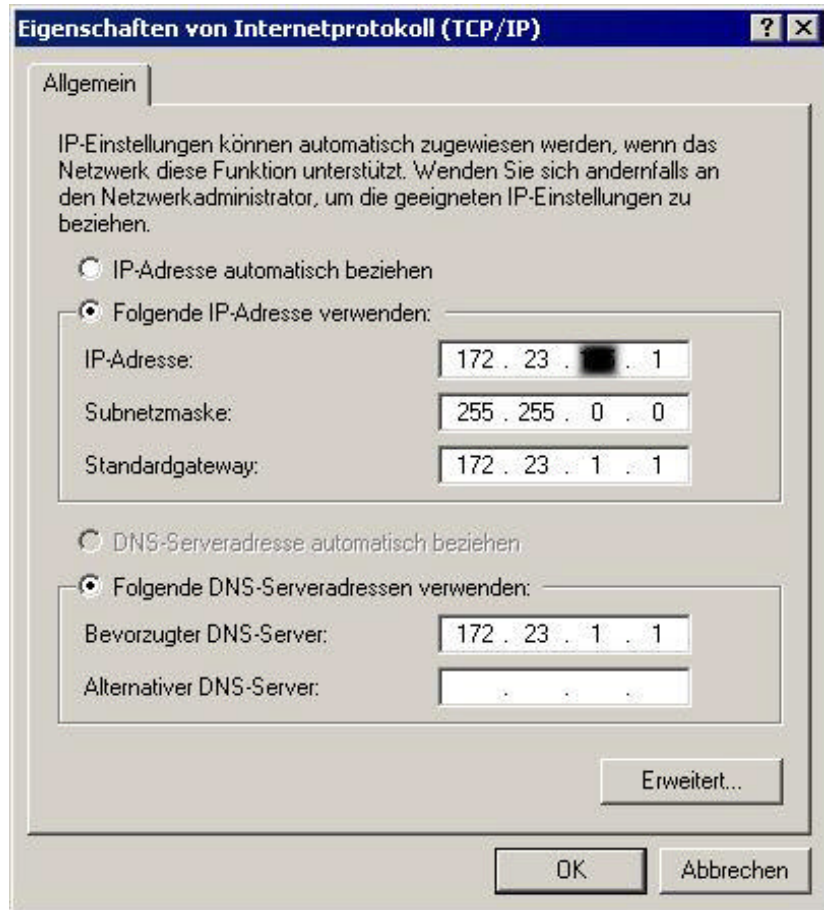 Eigenschaften von Internetprotokoll (TCP/IP)
Allgemein
IP-Einstellungen können automatisch zugewiesen werden, wenn das
Netzwerk diese Funktion unterstützt. Wenden Sie sich andernfalls an
den Netzwerkadministrator, um die geeigneten IP-Einstellungen zu
beziehen.
IP-Adresse automatisch beziehen
Folgende IP-Adresse verwenden:
IP-Adresse: 172 . 23 . . 1
Subnetzmaske: 255 . 255 . 0 . 0
Standardgateway: 172 . 23 . 1 . 1
DNS-Serveradresse automatisch beziehen
Folgende DNS-Serveradressen verwenden:
Bevorzugter DNS-Server: 172 . 23 . 1 . 1
Alternativer DNS-Server: . . .
Erweitert...
OK Abbrechen